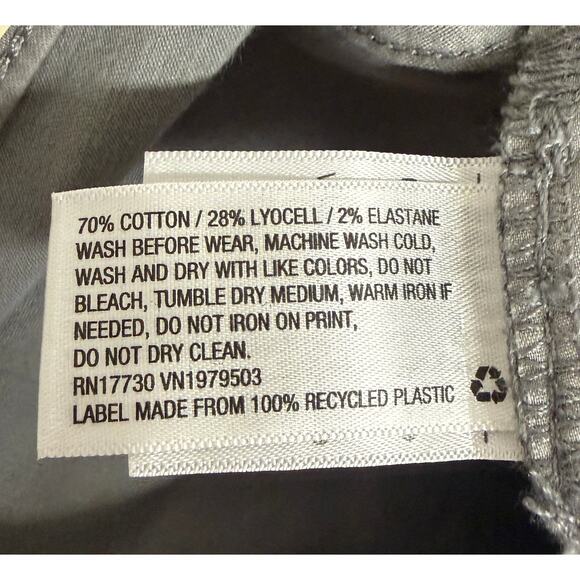 70% COTTON / 28% LYOCELL / 2% ELASTANE
WASH BEFORE WEAR, MACHINE WASH COLD,
WASH AND DRY WITH LIKE COLORS, DO NOT
BLEACH, TUMBLE DRY MEDIUM, WARM IRON IF
NEEDED, DO NOT IRON ON PRINT,
DO NOT DRY CLEAN.
RN17730 VN1979503
LABEL MADE FROM 100% RECYCLED PLASTIC